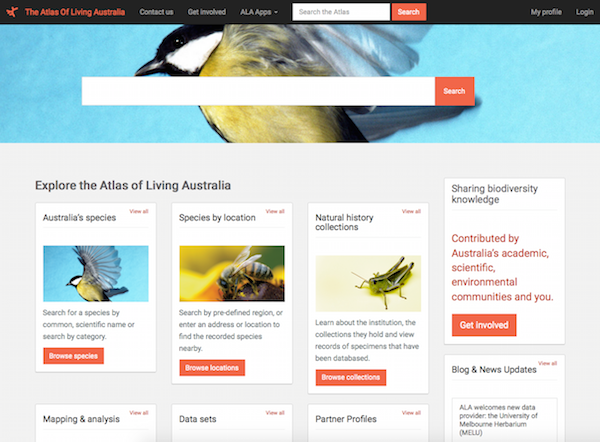 The Atlas Of Living Australia Contact us Get involved ALA Apps Search the Atlas Search My profile Login
Search
Explore the Atlas of Living Australia
Australia's species View all
Search for a species by
common, scientific name or
search by category.
Browse species
Species by location View all
Search by pre-defined region, or
enter an address or location to
find the recorded species
nearby.
Browse locations
Natural history View all
collections
Learn about the institution, the
collections they hold and view
records of specimens that have
been databased.
Browse collections
Sharing biodiversity
knowledge
Contributed by
Australia's academic,
scientific,
environmental
communities and you.
Get Involved
Mapping & analysis View all
Data sets View all
Partner Profiles View all
Blog & News Updates View all
ALA welcomes new data
provider: the University of
Melbourne Herbarium
(MELU)